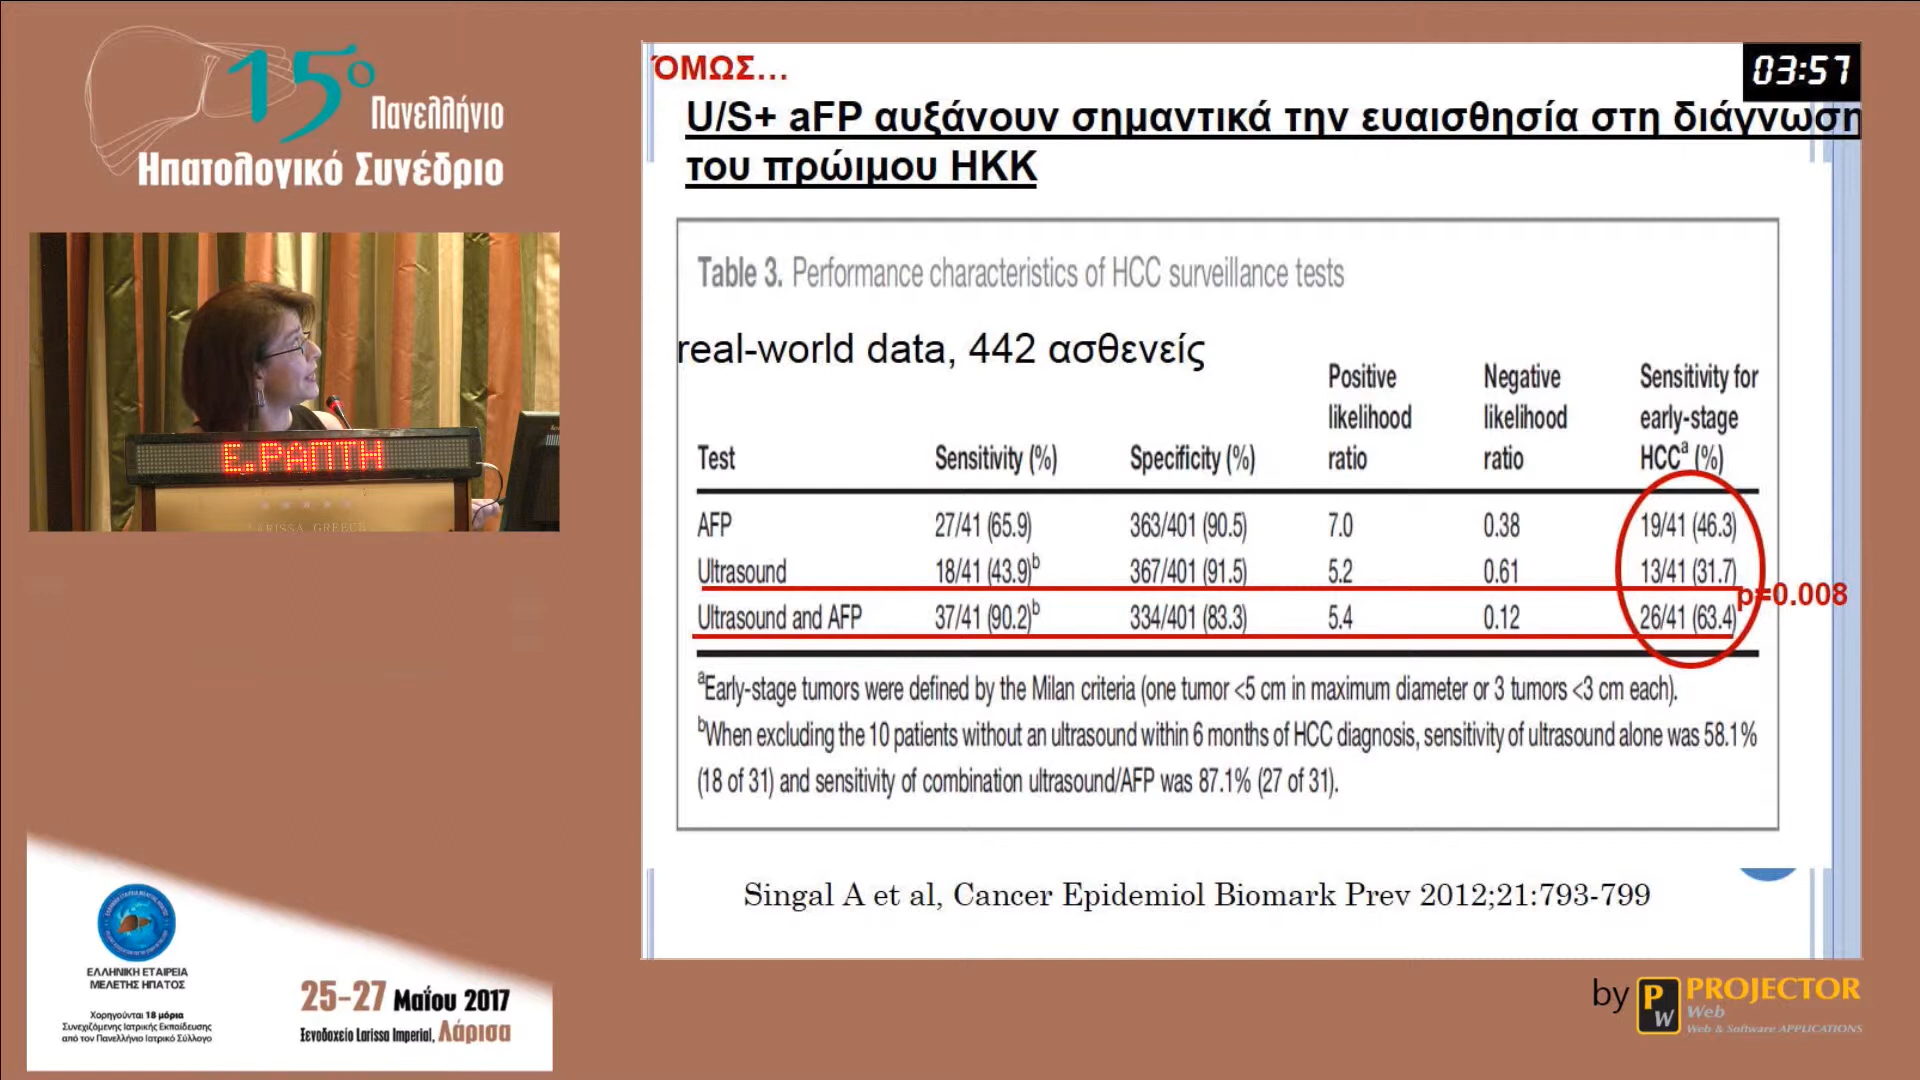 15ο
Πανελλήνιο
Ηπατολογικό Συνέδριο
Ε.ΡΑΠΤΗ
LARISSA GREECE
ΕΛΛΗΝΙΚΗ ΕΤΑΙΡΕΙΑ
ΜΕΛΕΤΗΣ ΗΠΑΤΟΣ
Χορηγούνται 18 μόρια
Συνεχιζόμενης Ιατρικής Εκπαίδευσης
από τον Πανελλήνιο Ιατρικό Σύλλογο
25-27 Μαΐου 2017
Ξενοδοχείο Larissa Imperial, Λάρισα
03:57
ΌΜΩΣ...
U/S+ aFP αυξάνουν σημαντικά την ευαισθησία στη διάγνωση
του πρώιμου ΗΚΚ
Table 3. Performance characteristics of HCC surveillance tests
real-world data, 442 ασθενείς
Test Sensitivity (%) Specificity (%) Positive likelihood ratio Negative likelihood ratio Sensitivity for early-stage HCCa (%)
AFP 27/41 (65.9) 363/401 (90.5) 7.0 0.38 19/41 (46.3)
Ultrasound 18/41 (43.9)b 367/401 (91.5) 5.2 0.61 13/41 (31.7)
p=0.008
Ultrasound and AFP 37/41 (90.2)b 334/401 (83.3) 5.4 0.12 26/41 (63.4)
aEarly-stage tumors were defined by the Milan criteria (one tumor <5 cm in maximum diameter or 3 tumors <3 cm each).
bWhen excluding the 10 patients without an ultrasound within 6 months of HCC diagnosis, sensitivity of ultrasound alone was 58.1%
(18 of 31) and sensitivity of combination ultrasound/AFP was 87.1% (27 of 31).
Singal A et al, Cancer Epidemiol Biomark Prev 2012;21:793-799
by PW PROJECTOR
Web
Web & Software APPLICATIONS